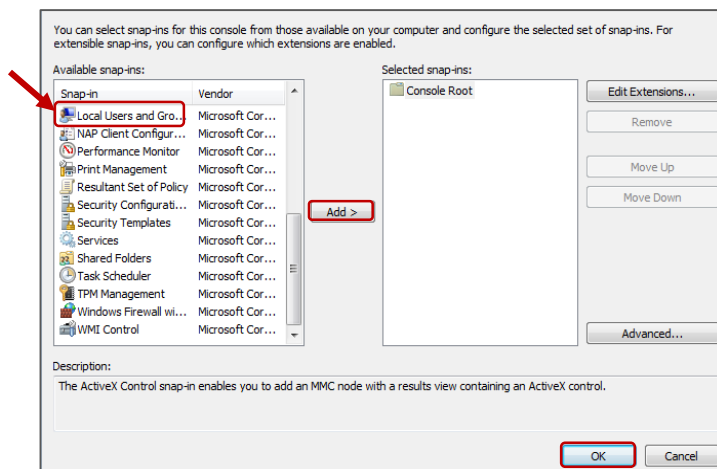 You can select snap-ins for this console from those available on your computer and configure the selected set of snap-ins. For
extensible snap-ins, you can configure which extensions are enabled.
Available snap-ins:
Snap-in Vendor
Local Users and Gro... Microsoft Cor...
NAP Client Configur... Microsoft Cor...
Performance Monitor Microsoft Cor...
Print Management Microsoft Cor...
Resultant Set of Policy Microsoft Cor...
Security Configurati... Microsoft Cor...
Security Templates Microsoft Cor...
Services Microsoft Cor...
Shared Folders Microsoft Cor...
Task Scheduler Microsoft Cor...
TPM Management Microsoft Cor...
Windows Firewall wi... Microsoft Cor...
WMI Control Microsoft Cor...
Add >
Selected snap-ins:
Console Root
Edit Extensions...
Remove
Move Up
Move Down
Advanced...
Description:
The ActiveX Control snap-in enables you to add an MMC node with a results view containing an ActiveX control.
OK Cancel